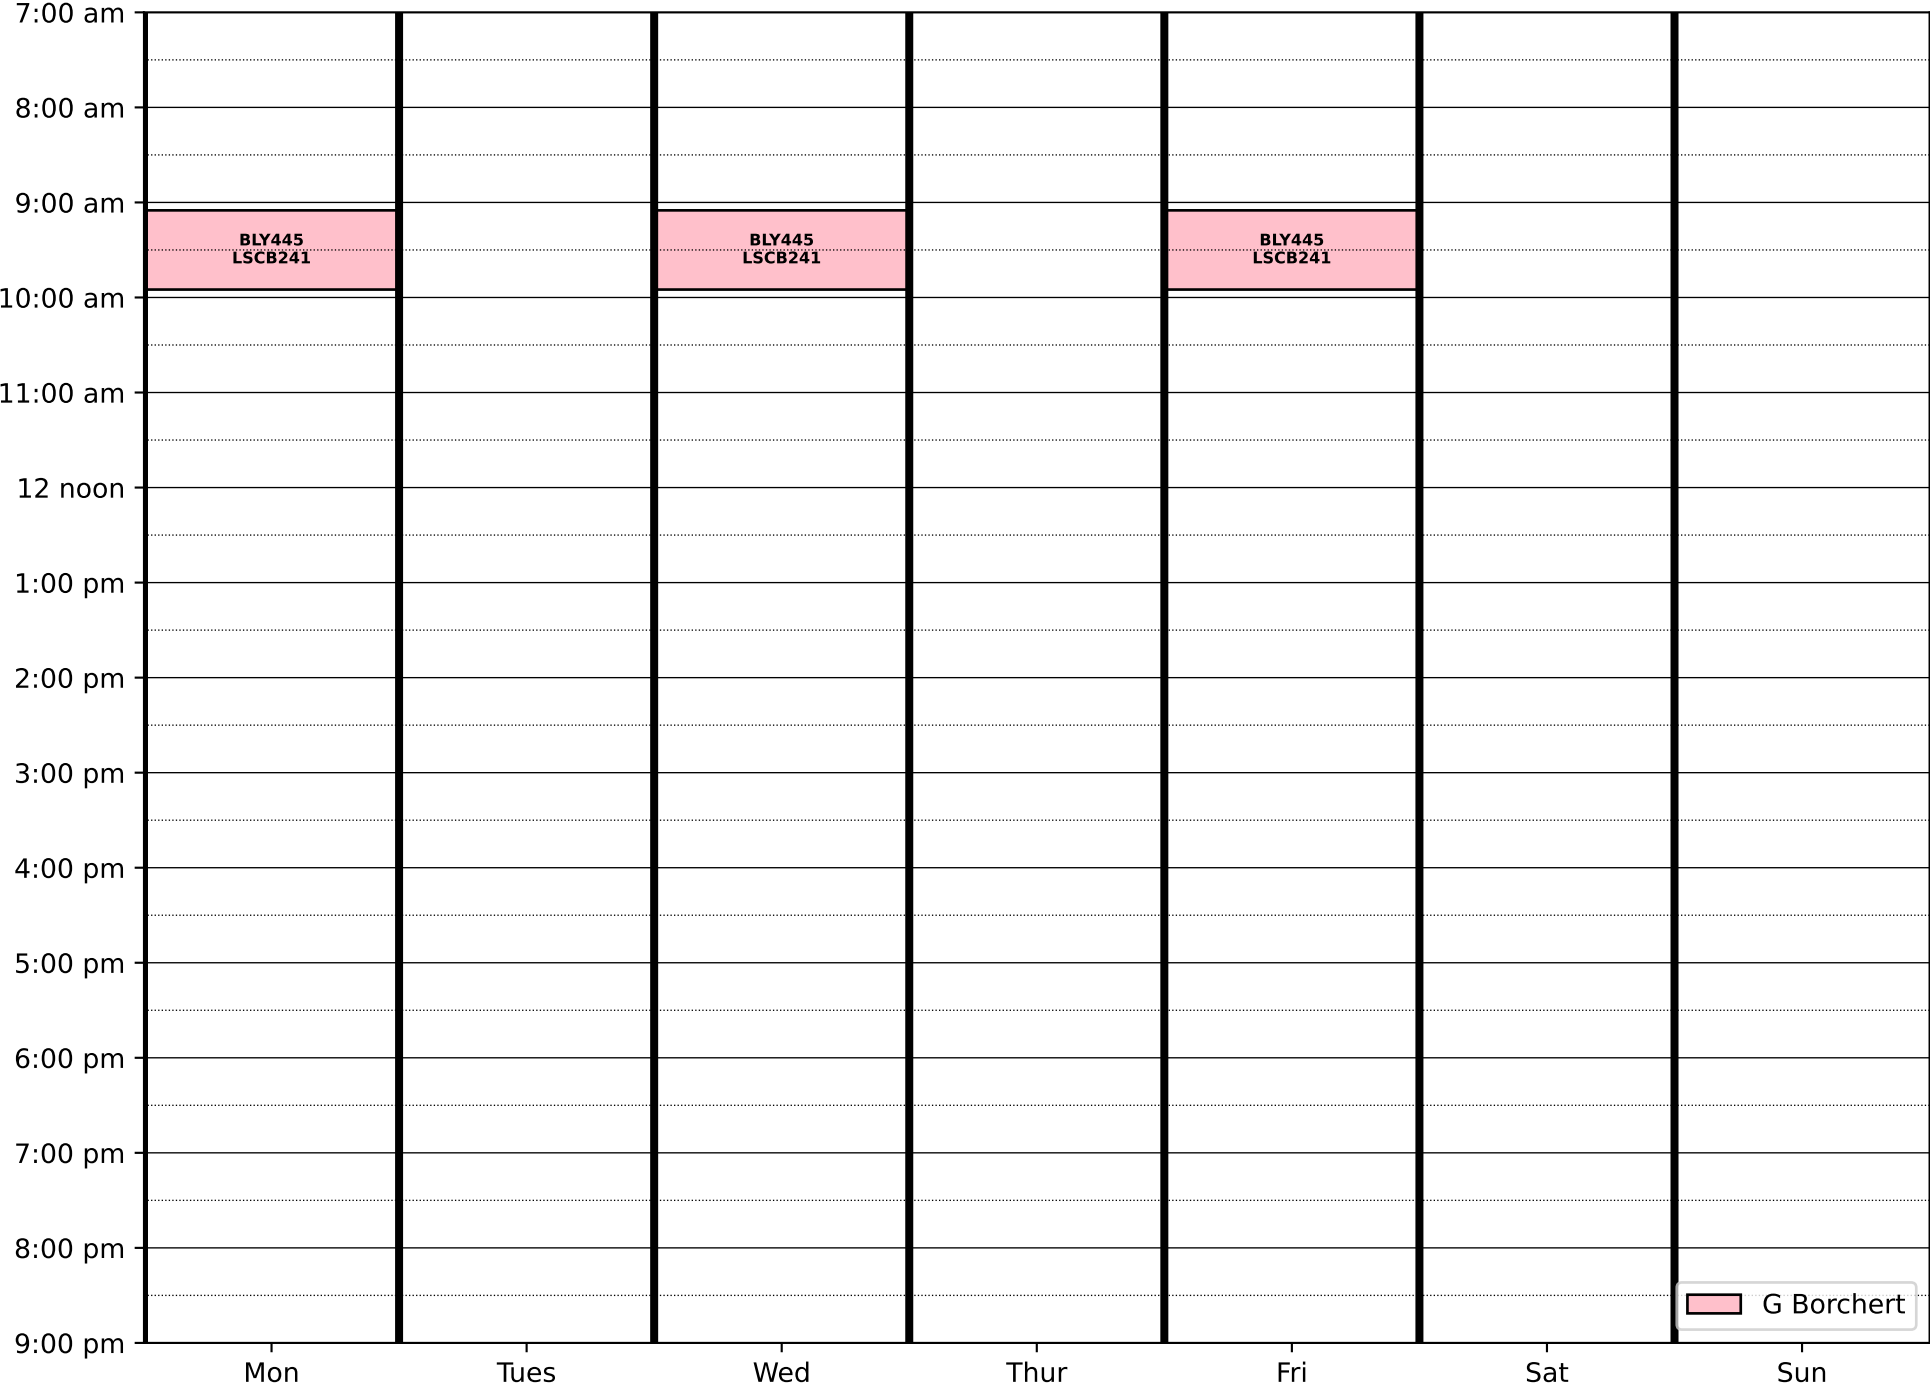 7:00 am
8:00 am
9:00 am
BLY445
LSCB241
BLY445
LSCB241
BLY445
LSCB241
10:00 am
11:00 am
12 noon
1:00 pm
2:00 pm
3:00 pm
4:00 pm
5:00 pm
6:00 pm
7:00 pm
8:00 pm
G Borchert
9:00 pm
Mon Tues Wed Thur Fri Sat Sun